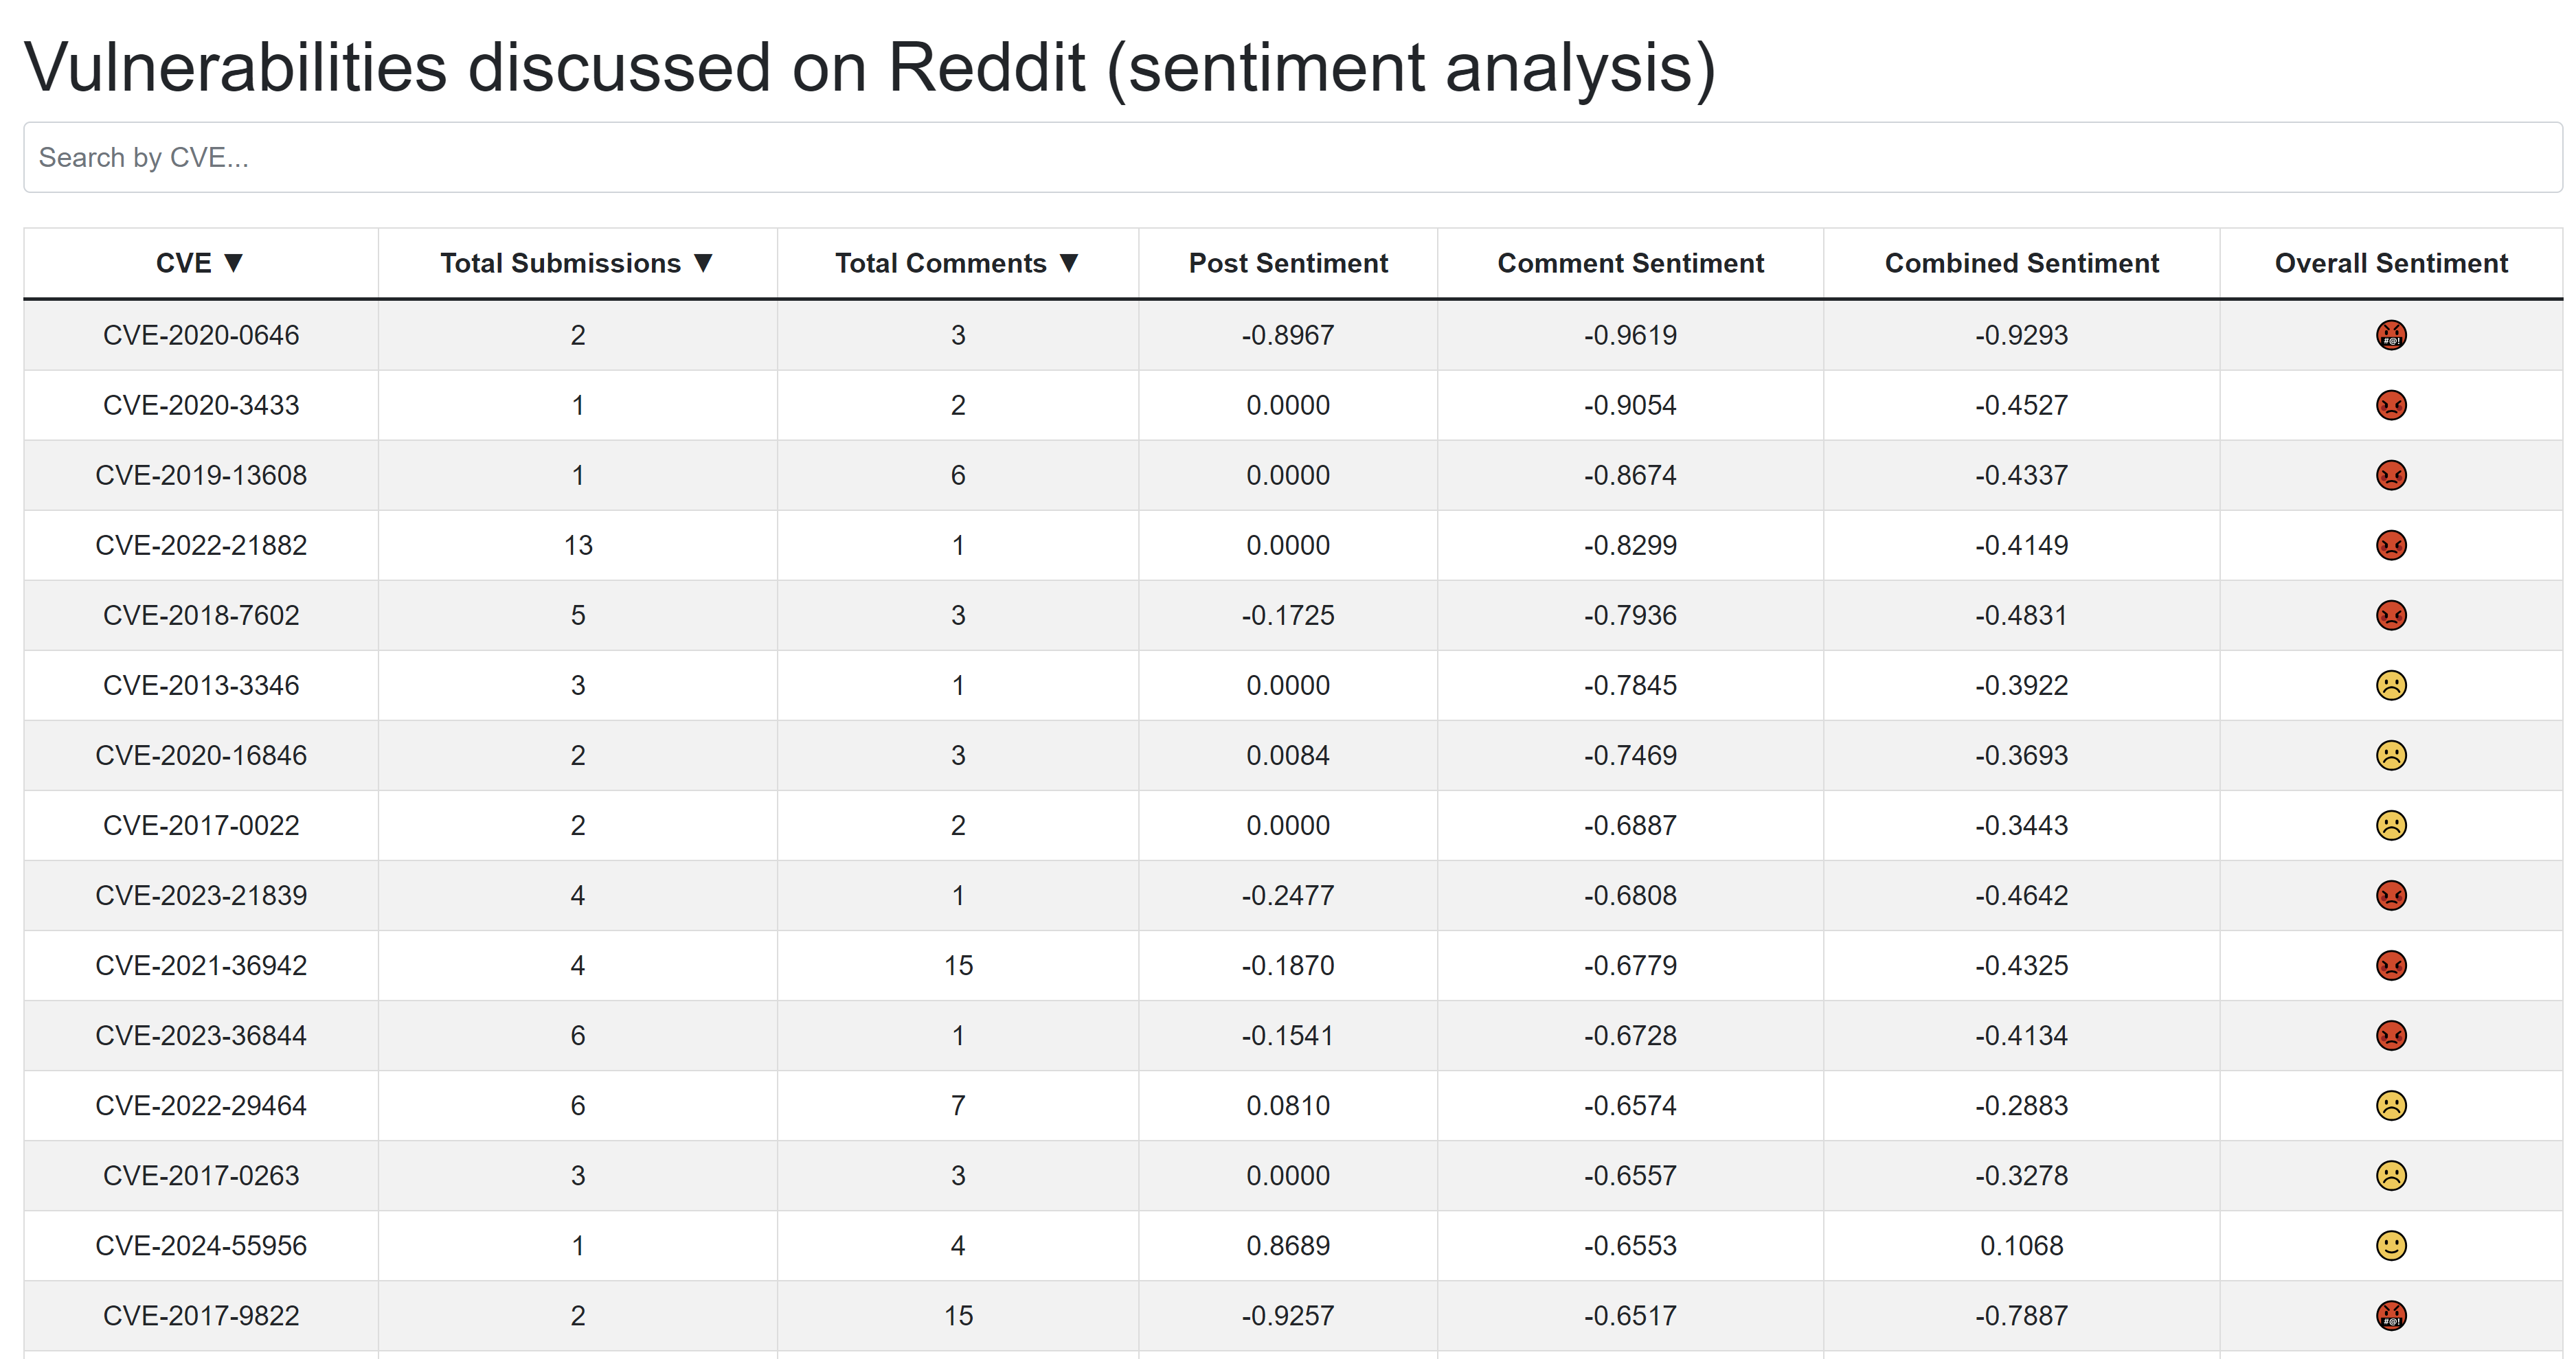 Vulnerabilities discussed on Reddit (sentiment analysis)
Search by CVE...
CVE ▼ Total Submissions ▼ Total Comments ▼ Post Sentiment Comment Sentiment Combined Sentiment Overall Sentiment
CVE-2020-0646 2 3 -0.8967 -0.9619 -0.9293 🤬
CVE-2020-3433 1 2 0.0000 -0.9054 -0.4527 😡
CVE-2019-13608 1 6 0.0000 -0.8674 -0.4337 😡
CVE-2022-21882 13 1 0.0000 -0.8299 -0.4149 😡
CVE-2018-7602 5 3 -0.1725 -0.7936 -0.4831 😡
CVE-2013-3346 3 1 0.0000 -0.7845 -0.3922 🙁
CVE-2020-16846 2 3 0.0084 -0.7469 -0.3693 🙁
CVE-2017-0022 2 2 0.0000 -0.6887 -0.3443 🙁
CVE-2023-21839 4 1 -0.2477 -0.6808 -0.4642 😡
CVE-2021-36942 4 15 -0.1870 -0.6779 -0.4325 😡
CVE-2023-36844 6 1 -0.1541 -0.6728 -0.4134 😡
CVE-2022-29464 6 7 0.0810 -0.6574 -0.2883 🙁
CVE-2017-0263 3 3 0.0000 -0.6557 -0.3278 🙁
CVE-2024-55956 1 4 0.8689 -0.6553 0.1068 🙂
CVE-2017-9822 2 15 -0.9257 -0.6517 -0.7887 🤬